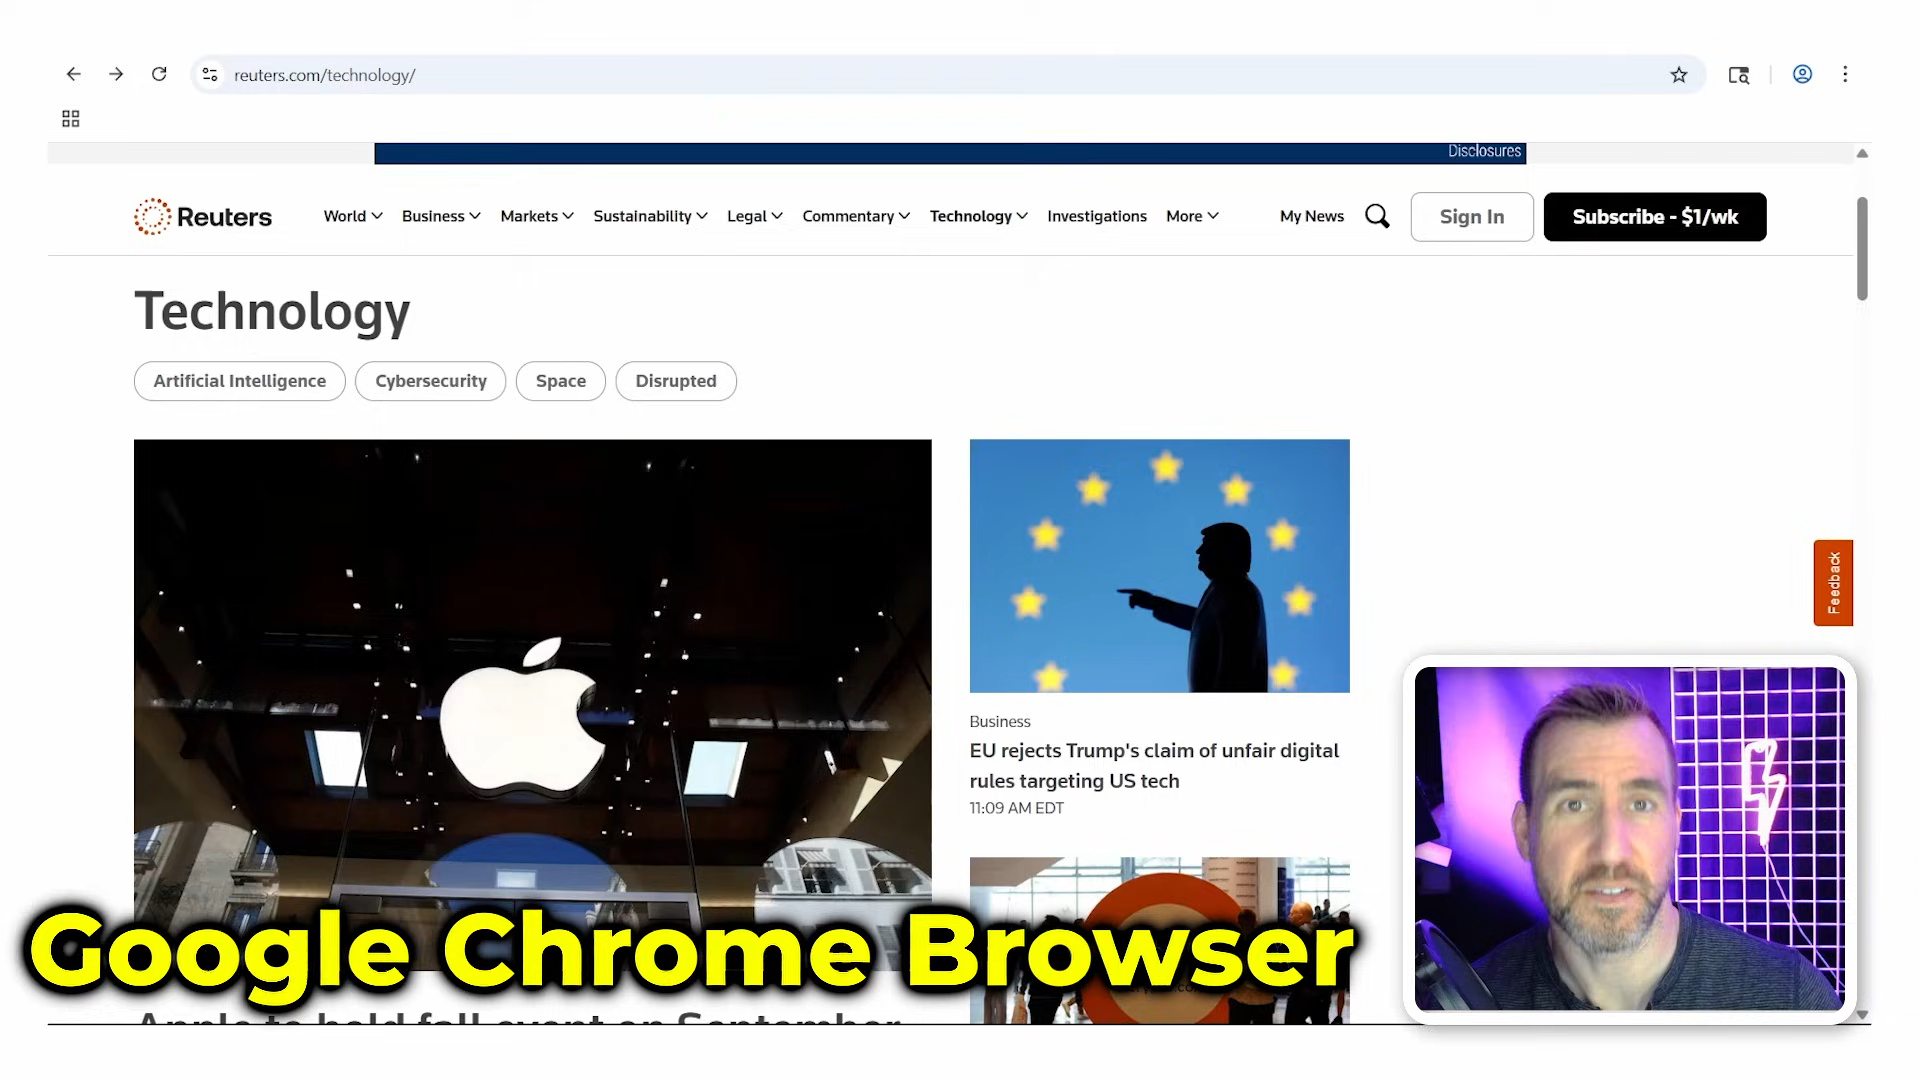 reuters.com/technology/
Disclosures
Reuters
World
Business
Markets
Sustainability
Legal
Commentary
Technology
Investigations
More
My News
Sign In
Subscribe - $1/wk
Technology
Artificial Intelligence
Cybersecurity
Space
Disrupted
Business
EU rejects Trump's claim of unfair digital
rules targeting US tech
11:09 AM EDT
Feedback
Google Chrome Browser
Apple to hold fall event on September